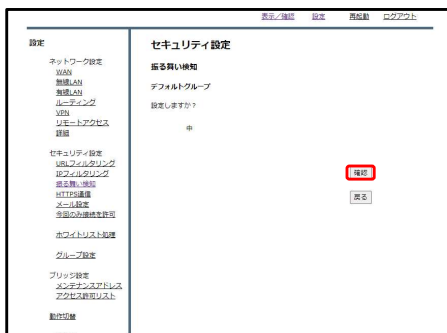 表示/確認 設定 再起動 ログアウト
設定
ネットワーク設定
WAN
無線LAN
有線LAN
ルーティング
VPN
リモートアクセス
詳細
セキュリティ設定
URLフィルタリング
IPフィルタリング
振る舞い検知
HTTPS通信
メール設定
今回のみ接続を許可
ホワイトリスト処理
グループ設定
ブリッジ設定
メンテナンスアドレス
アクセス許可リスト
動作切替
セキュリティ設定
振る舞い検知
デフォルトグループ
設定しますか?
中
確認
戻る